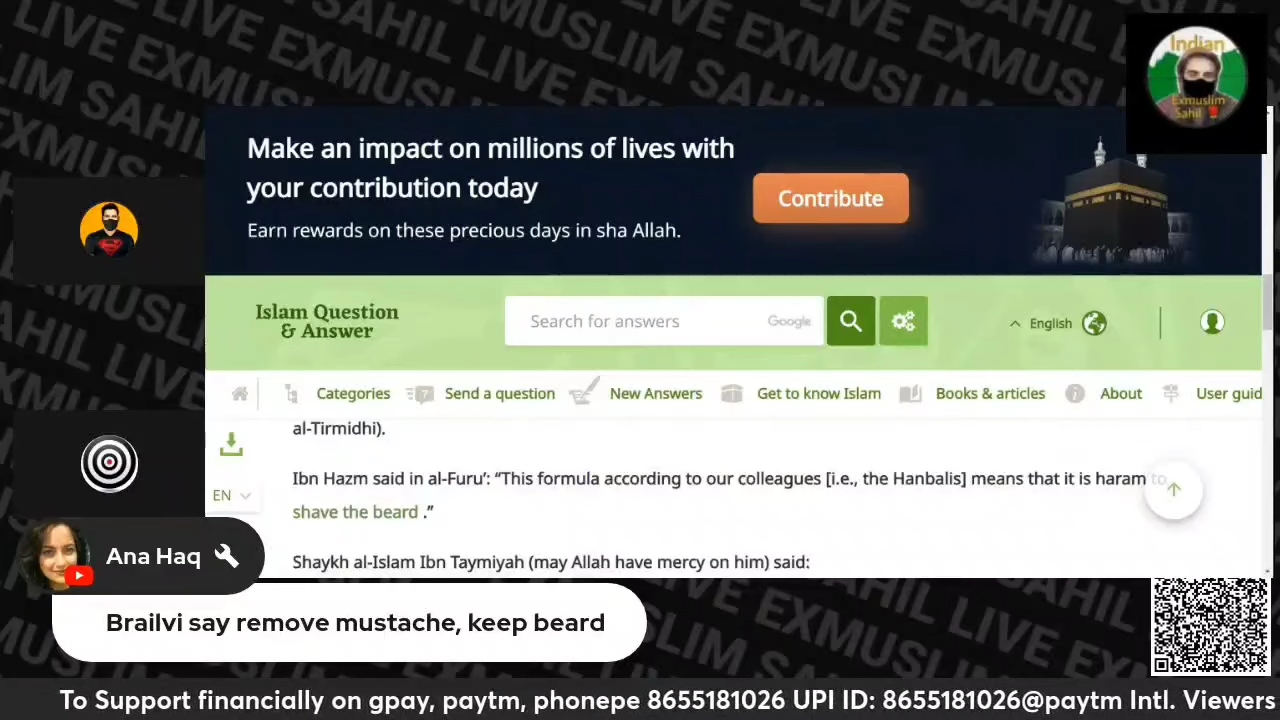 Indian
Exmuslim
Sahil
Make an impact on millions of lives with
your contribution today
Earn rewards on these precious days in sha Allah.
Contribute
Islam Question
& Answer
Search for answers
Google
English
Categories
Send a question
New Answers
Get to know Islam
Books & articles
About
User guid
al-Tirmidhi).
EN
Ibn Hazm said in al-Furu‘: “This formula according to our colleagues [i.e., the Hanbalis] means that it is haram to
shave the beard .”
Shaykh al-Islam Ibn Taymiyah (may Allah have mercy on him) said:
Ana Haq
Brailvi say remove mustache, keep beard
To Support financially on gpay, paytm, phonepe 8655181026 UPI ID: 8655181026@paytm Intl. Viewers